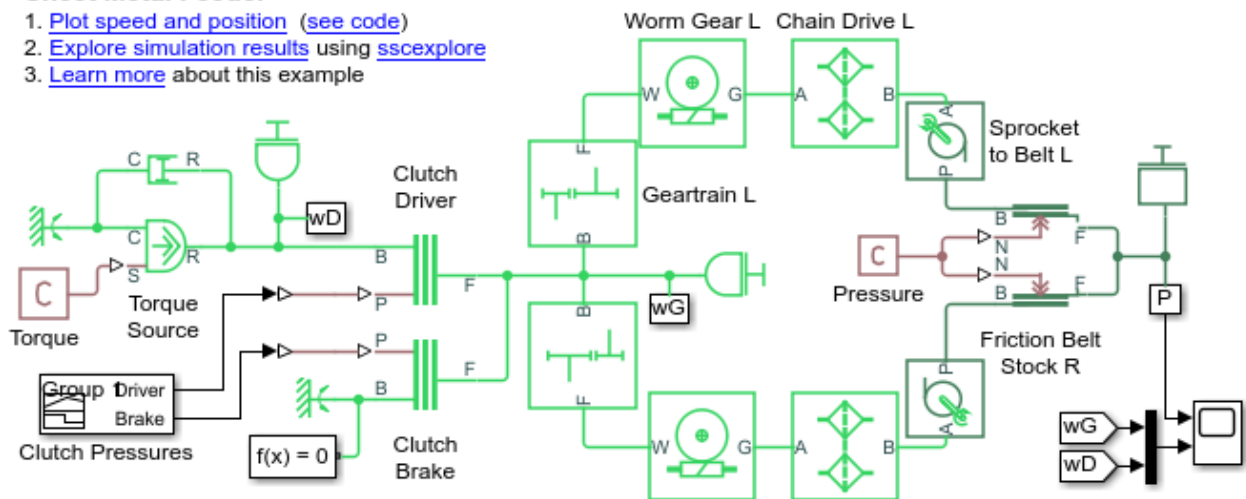 1. Plot speed and position (see code)
2. Explore simulation results using sscexplore
3. Learn more about this example
Worm Gear L
Chain Drive L
W
G
A
B
A
Sprocket
to Belt L
P
C
R
wD
Clutch
Driver
F
Geartrain L
B
C
R
S
C
Torque
Torque
Source
B
P
F
wG
C
Pressure
N
N
B
F
B
F
P
Friction Belt
Stock R
Group 1
Driver
Brake
Clutch Pressures
P
B
F
f(x) = 0
Clutch
Brake
B
F
W
G
A
B
P
A
wG
wD